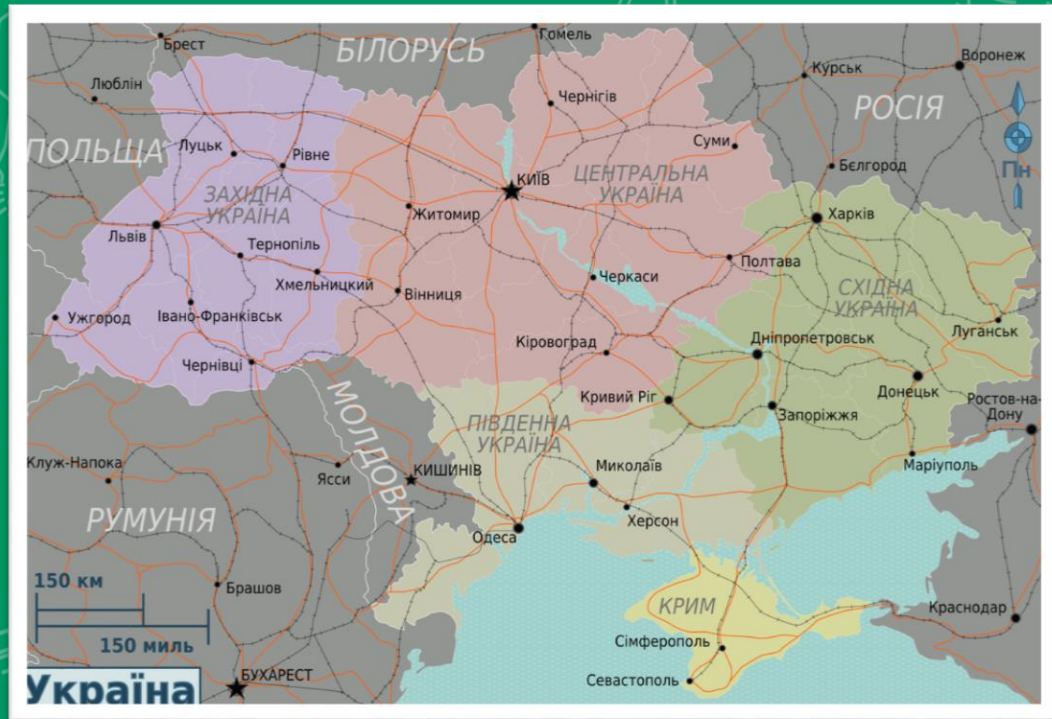 Брест
БІЛОРУСЬ
Гомель
Воронеж
Курськ
Люблін
Чернігів
РОСІЯ
Суми
ПОЛЬЩА
Луцьк
Рівне
Бєлгород
Пн
КИЇВ
ЦЕНТРАЛЬНА
УКРАЇНА
ЗАХІДНА
УКРАЇНА
Житомир
Харків
Львів
Тернопіль
Полтава
Хмельницкий
Черкаси
Вінниця
СХІДНА
УКРАЇНА
Ужгород
Івано-Франківськ
Луганськ
Кіровоград
Дніпропетровськ
Чернівці
Донецьк
Кривий Ріг
Ростов-на-
Дону
Запоріжжя
МОЛДОВА
ПІВДЕННА
УКРАЇНА
Клуж-Напока
Ясси
КИШИНІВ
Миколаїв
Маріуполь
РУМУНІЯ
Херсон
Одеса
150 км
Брашов
КРИМ
Краснодар
150 миль
Сімферополь
БУХАРЕСТ
Севастополь
Україна